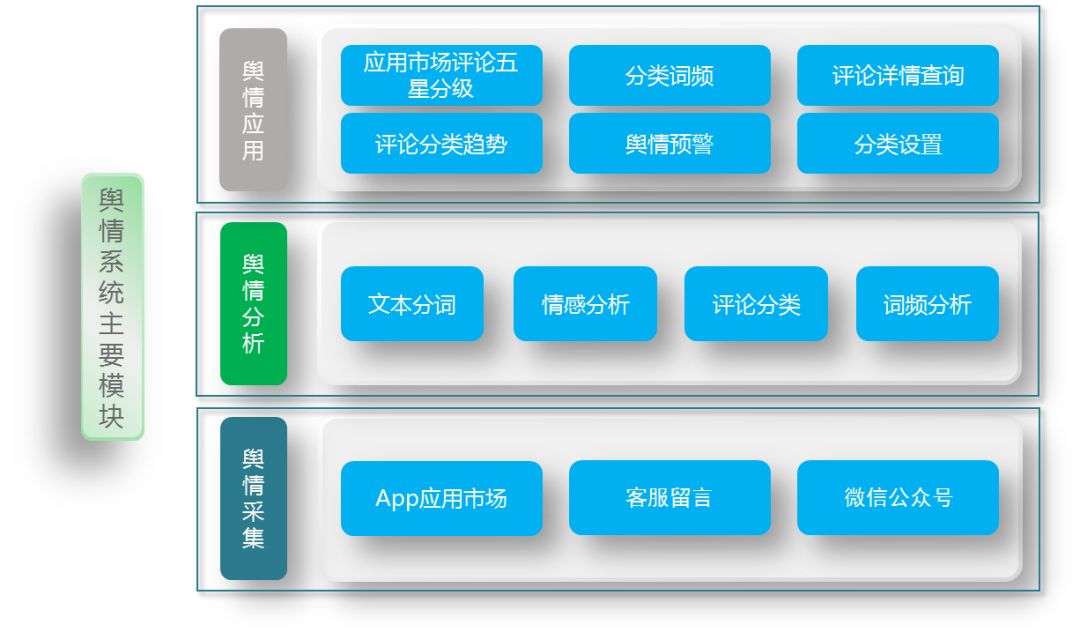 舆情系统主要模块
舆情应用
应用市场评论五
星分级
分类词频
评论详情查询
评论分类趋势
舆情预警
分类设置
舆情分析
文本分词
情感分析
评论分类
词频分析
舆情采集
App应用市场
客服留言
微信公众号